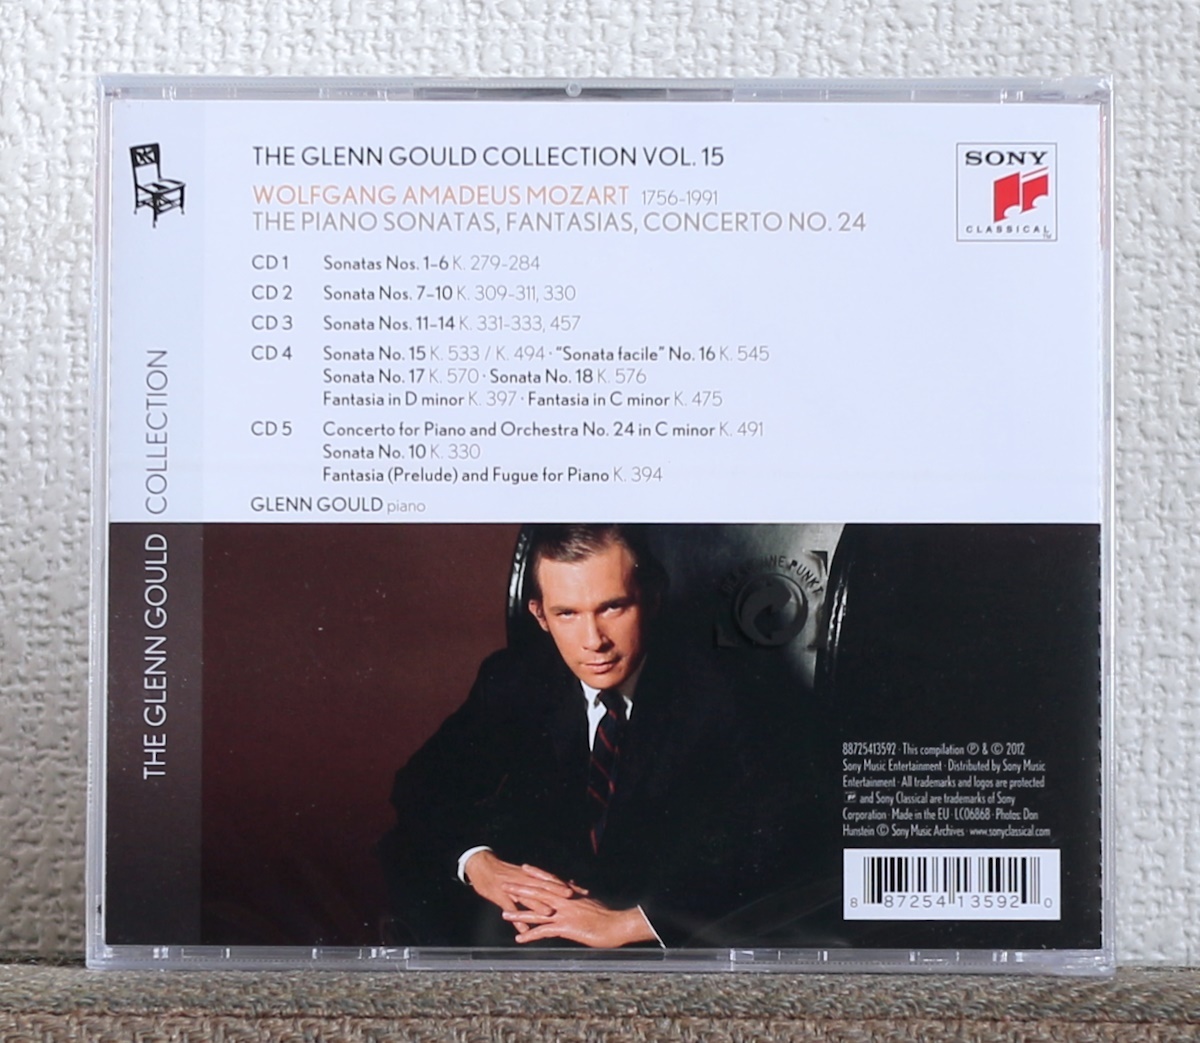 THE GLENN GOULD COLLECTION VOL. 15
WOLFGANG AMADEUS MOZART 1756–1991
THE PIANO SONATAS, FANTASIAS, CONCERTO NO. 24
SONY
CLASSICAL™
CD 1 Sonatas Nos. 1–6 K. 279–284
CD 2 Sonata Nos. 7–10 K. 309–311, 330
CD 3 Sonata Nos. 11–14 K. 331–333, 457
CD 4 Sonata No. 15 K. 533 / K. 494 · "Sonata facile" No. 16 K. 545
Sonata No. 17 K. 570 · Sonata No. 18 K. 576
Fantasia in D minor K. 397 · Fantasia in C minor K. 475
CD 5 Concerto for Piano and Orchestra No. 24 in C minor K. 491
Sonata No. 10 K. 330
Fantasia (Prelude) and Fugue for Piano K. 394
GLENN GOULD piano
THE GLENN GOULD COLLECTION
88725413592 · This compilation ℗ & © 2012
Sony Music Entertainment · Distributed by Sony Music
Entertainment · All trademarks and logos are protected
and Sony Classical are trademarks of Sony
Corporation · Made in the EU · LC06868 · Photos: Don
Hunstein © Sony Music Archives · www.sonyclassical.com
8 87254 13592 0